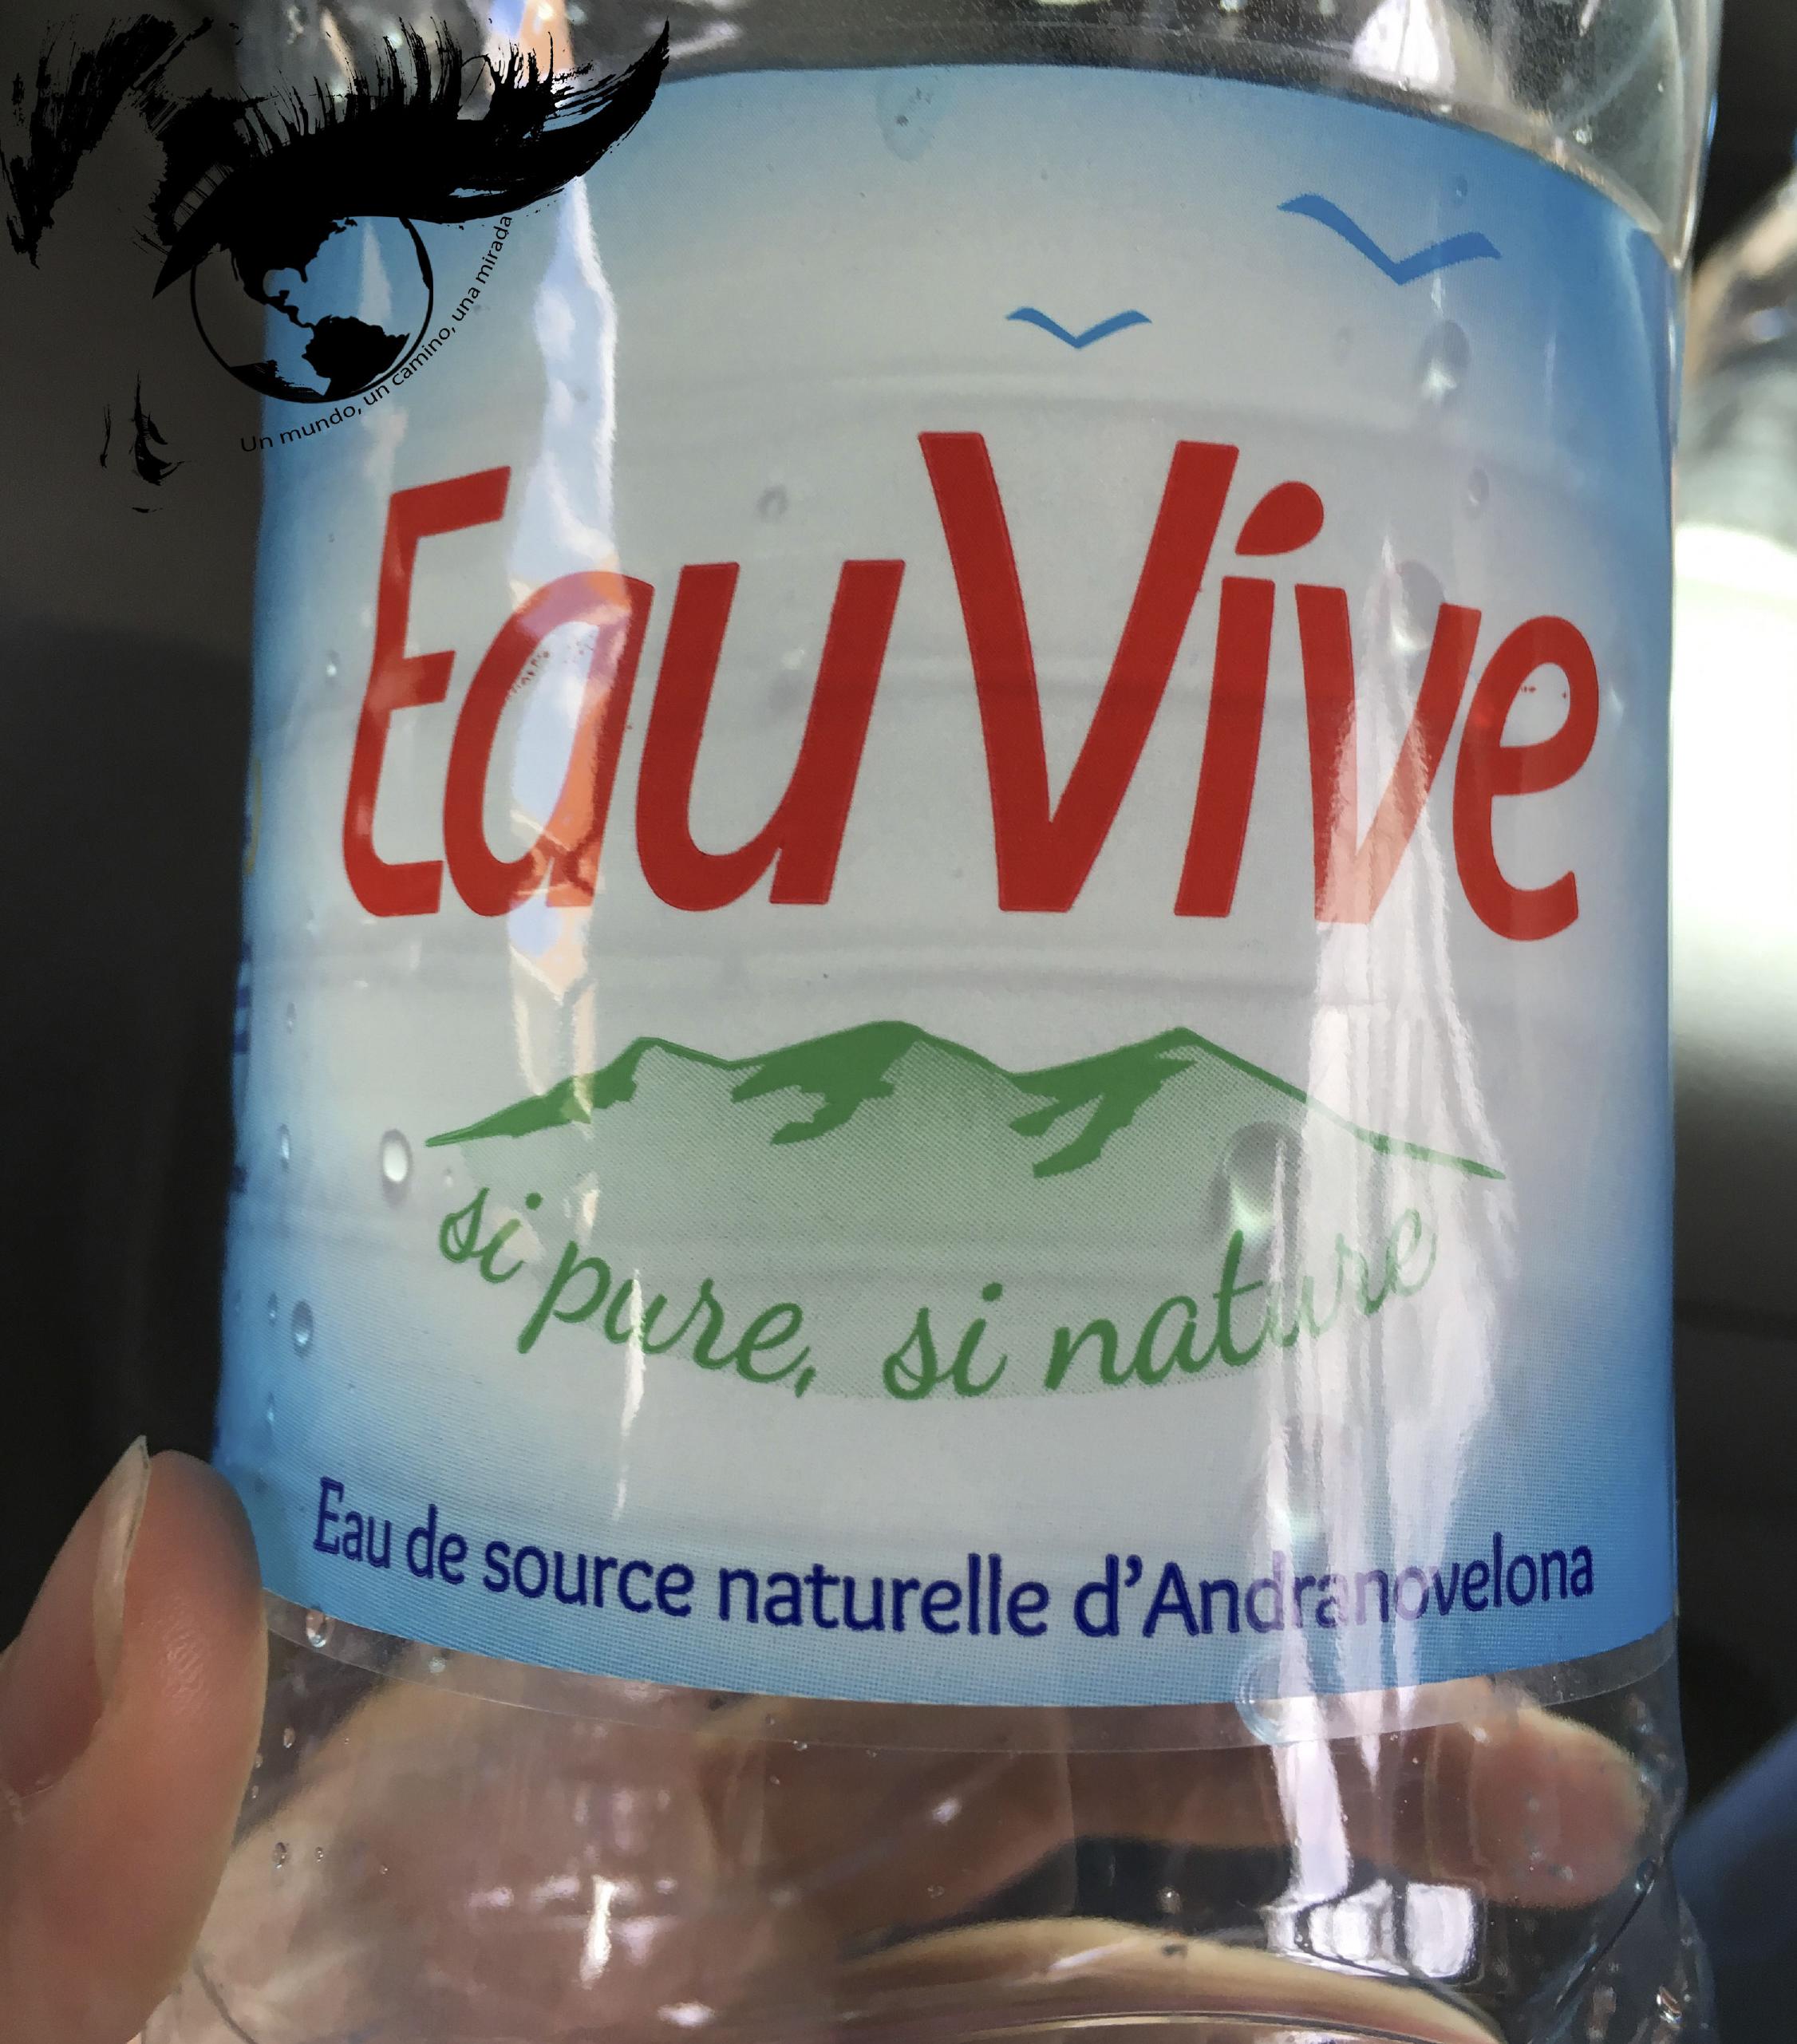 Un mundo, un camino, una mirada
Eau Vive
si pure, si nature
Eau de source naturelle d'Andranovelona